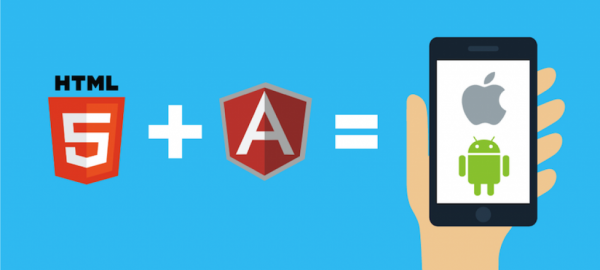 HTML
5 + A =